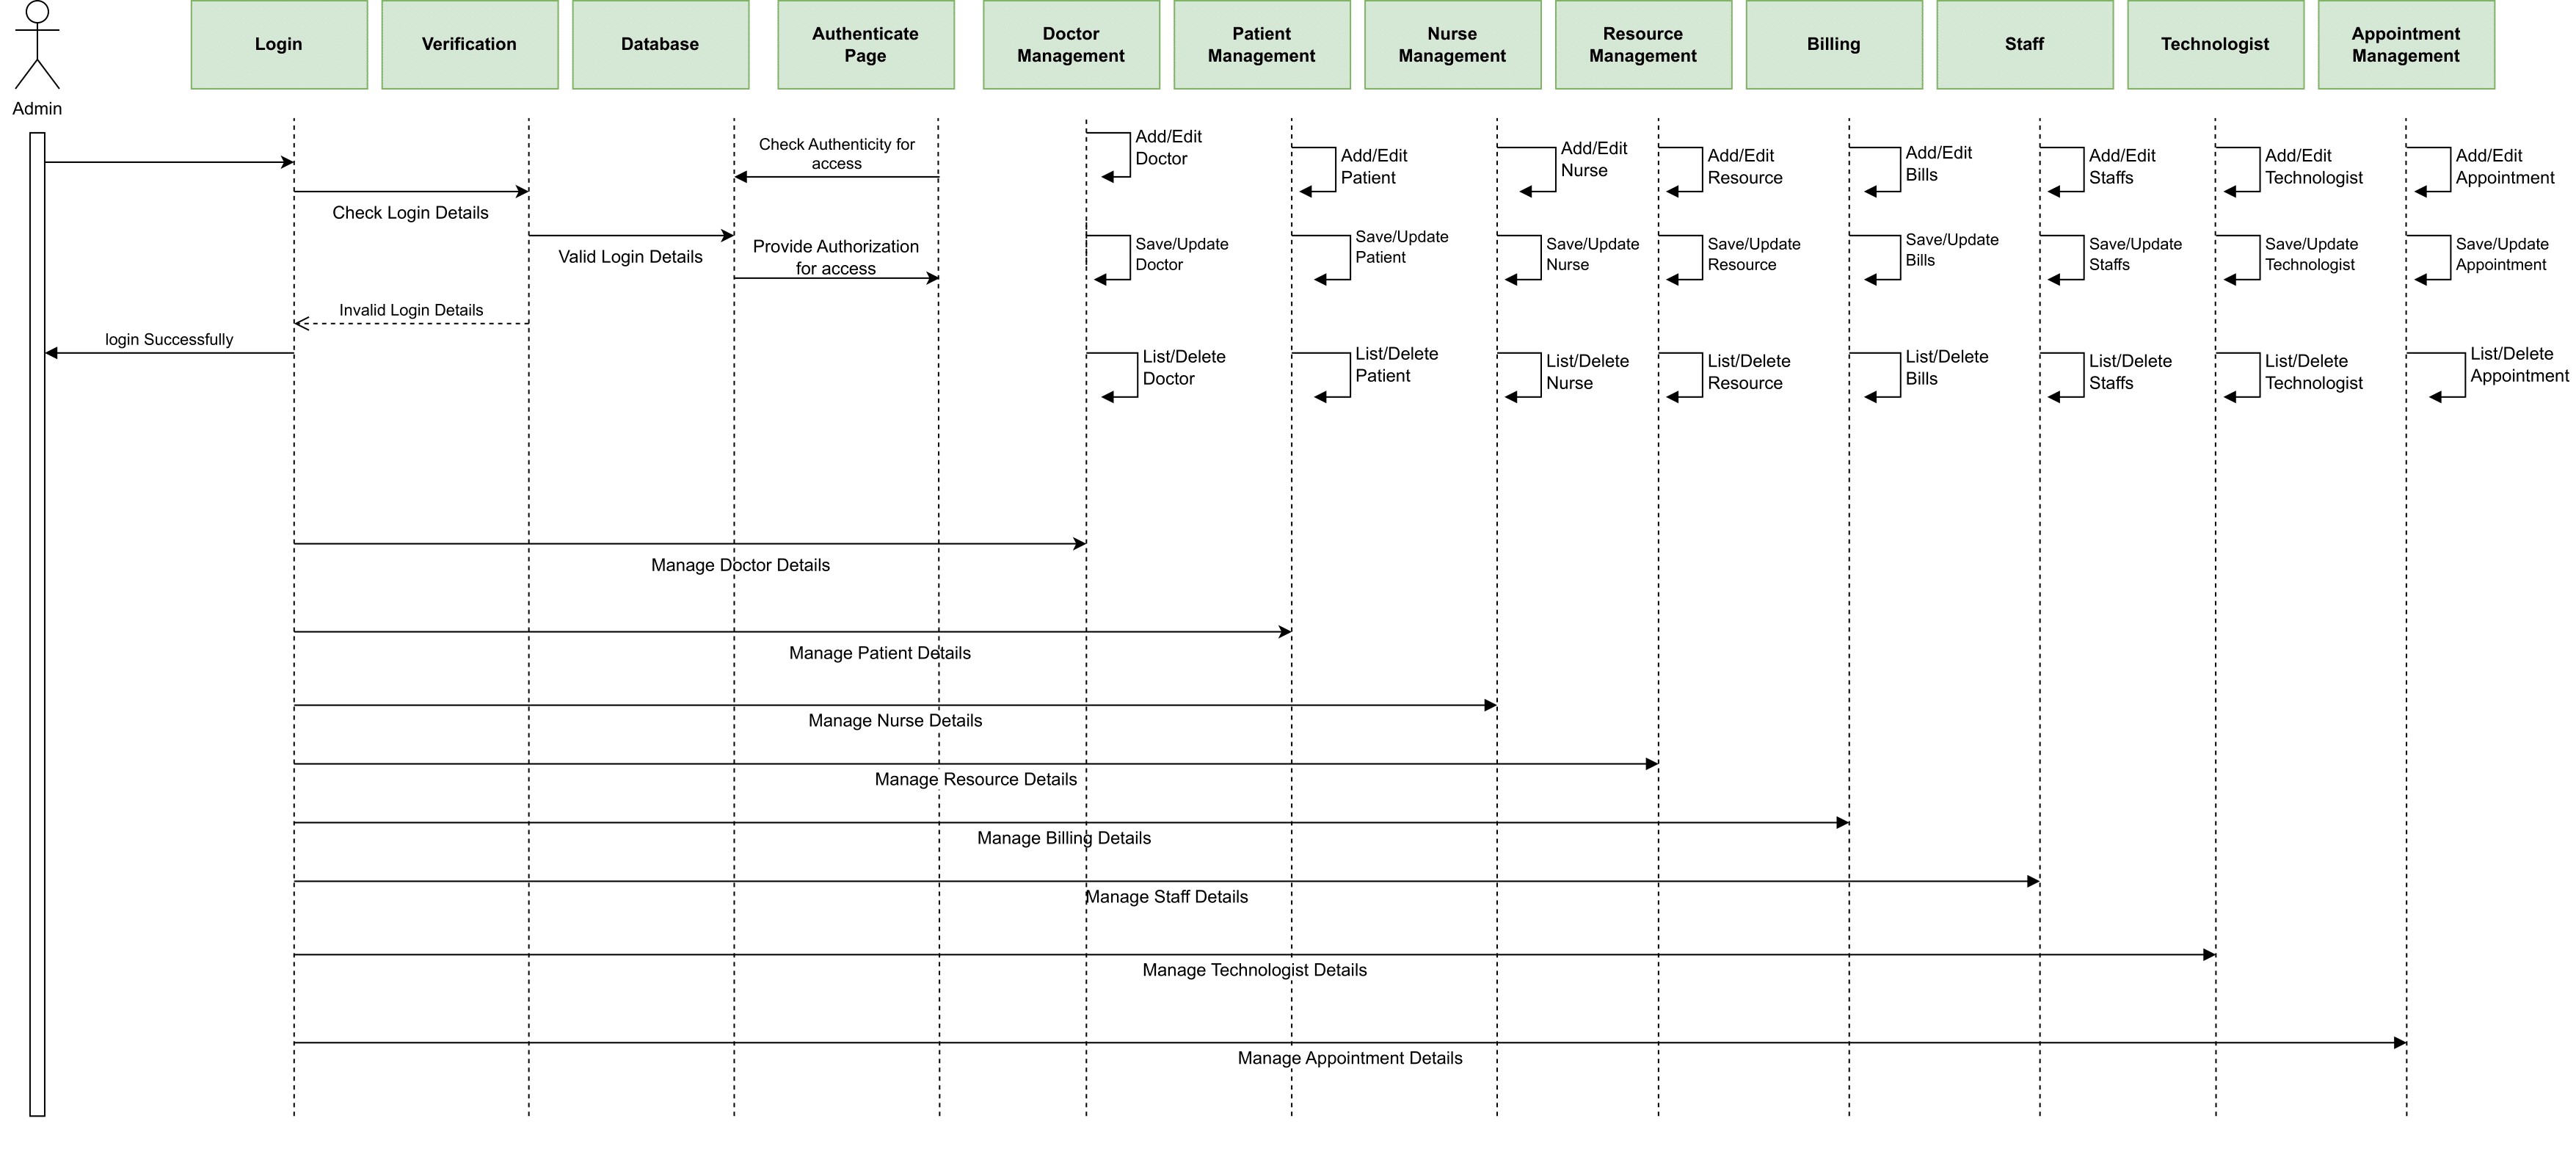 Admin
Login
Verification
Database
Authenticate
Page
Doctor
Management
Patient
Management
Nurse
Management
Resource
Management
Billing
Staff
Technologist
Appointment
Management
Check Authenticity for
access
Add/Edit
Doctor
Add/Edit
Patient
Add/Edit
Nurse
Add/Edit
Resource
Add/Edit
Bills
Add/Edit
Staffs
Add/Edit
Technologist
Add/Edit
Appointment
Check Login Details
Valid Login Details
Provide Authorization
for access
Save/Update
Doctor
Save/Update
Patient
Save/Update
Nurse
Save/Update
Resource
Save/Update
Bills
Save/Update
Staffs
Save/Update
Technologist
Save/Update
Appointment
Invalid Login Details
login Successfully
List/Delete
Doctor
List/Delete
Patient
List/Delete
Nurse
List/Delete
Resource
List/Delete
Bills
List/Delete
Staffs
List/Delete
Technologist
List/Delete
Appointment
Manage Doctor Details
Manage Patient Details
Manage Nurse Details
Manage Resource Details
Manage Billing Details
Manage Staff Details
Manage Technologist Details
Manage Appointment Details